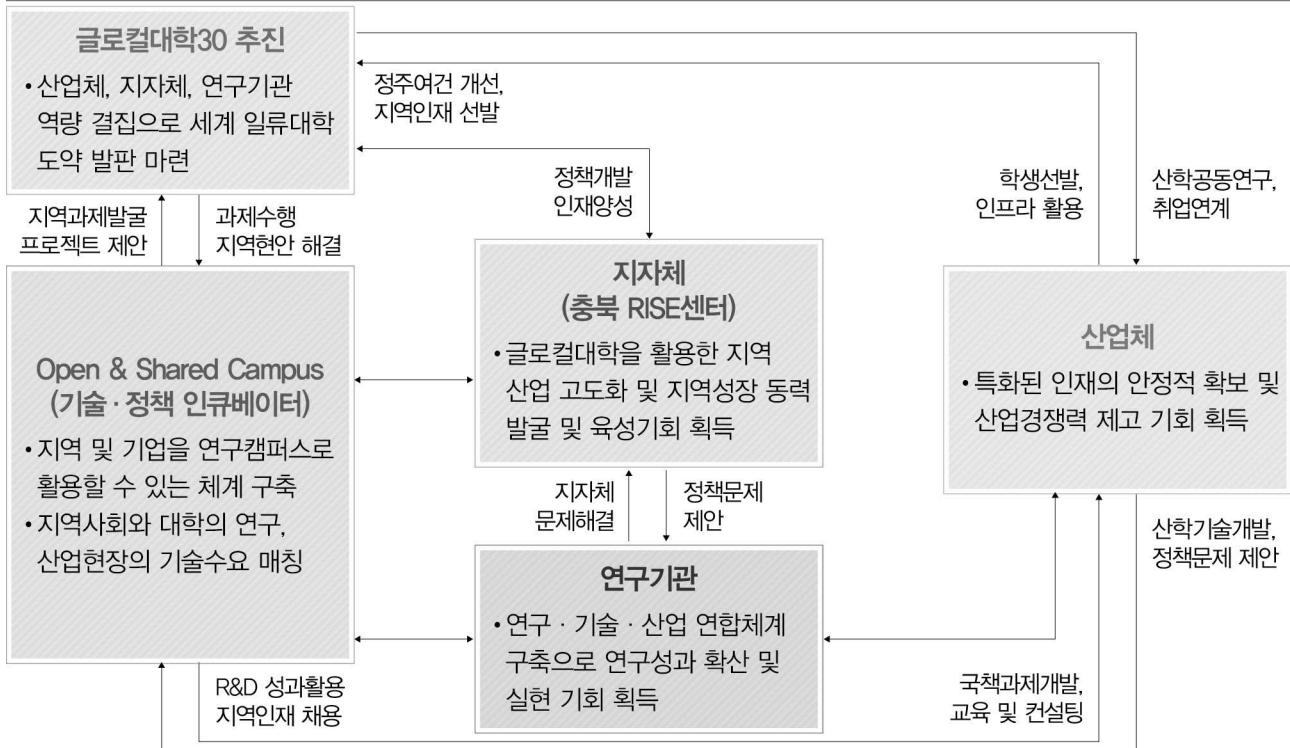 글로컬대학30 추진
• 산업체, 지자체, 연구기관
역량 결집으로 세계 일류대학
도약 발판 마련
정주여건 개선,
지역인재 선발
정책개발
인재양성
학생선발,
인프라 활용
산학공동연구,
취업연계
지역과제발굴
프로젝트 제안
과제수행
지역현안 해결
Open & Shared Campus
(기술 · 정책 인큐베이터)
• 지역 및 기업을 연구캠퍼스로
활용할 수 있는 체계 구축
• 지역사회와 대학의 연구,
산업현장의 기술수요 매칭
지자체
(충북 RISE센터)
• 글로컬대학을 활용한 지역
산업 고도화 및 지역성장 동력
발굴 및 육성기회 획득
산업체
• 특화된 인재의 안정적 확보 및
산업경쟁력 제고 기회 획득
지자체
문제해결
정책문제
제안
산학기술개발,
정책문제 제안
연구기관
• 연구 · 기술 · 산업 연합체계
구축으로 연구성과 확산 및
실현 기회 획득
R&D 성과활용
지역인재 채용
국책과제개발,
교육 및 컨설팅